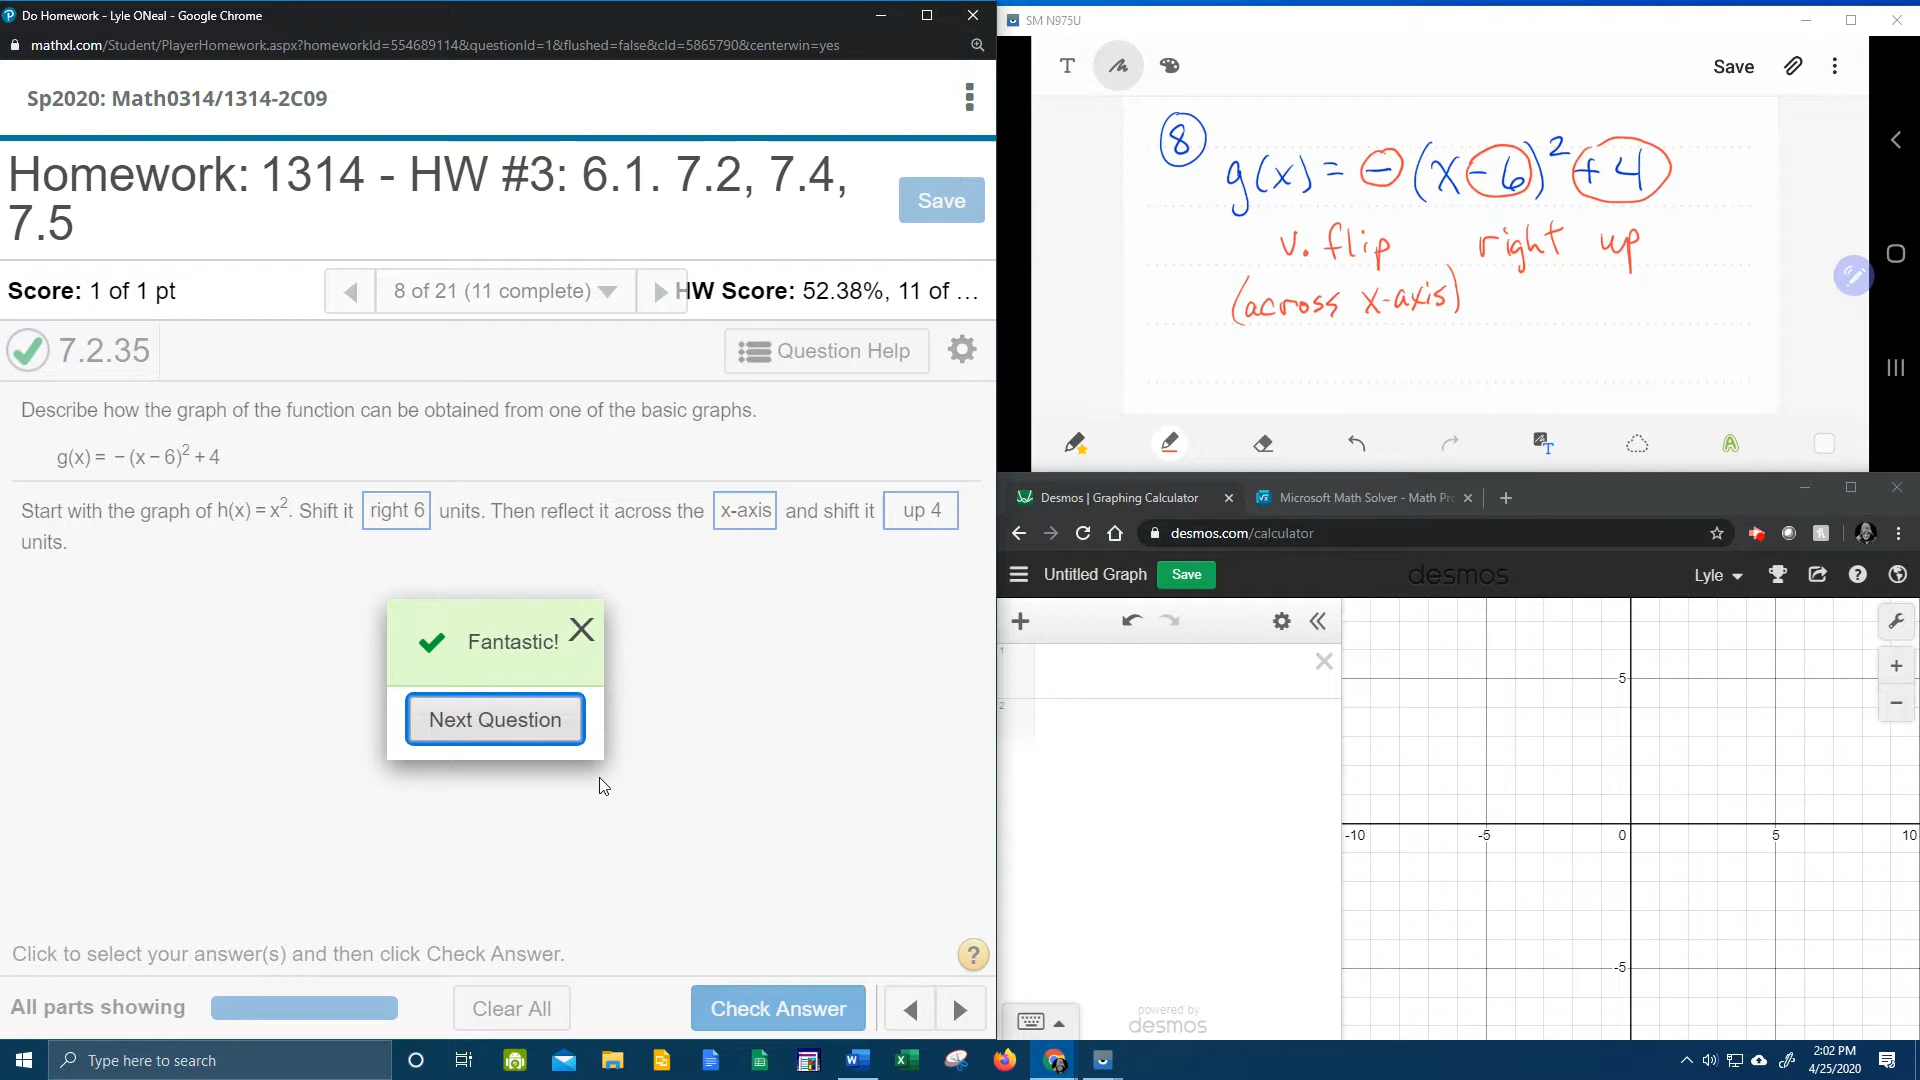 Do Homework - Lyle ONeal - Google Chrome
mathxl.com/Student/PlayerHomework.aspx?homeworkId=554689114&questionId=1&flushed=false&cId=5865790&centerwin=yes
Sp2020: Math0314/1314-2C09
Homework: 1314 - HW #3: 6.1. 7.2, 7.4,
7.5
Save
Score: 1 of 1 pt
8 of 21 (11 complete)
HW Score: 52.38%, 11 of ...
7.2.35
Question Help
Describe how the graph of the function can be obtained from one of the basic graphs.
g(x) = −(x − 6)² + 4
Start with the graph of h(x) = x². Shift it right 6 units. Then reflect it across the x-axis and shift it up 4
units.
Fantastic!
Next Question
Click to select your answer(s) and then click Check Answer.
?
All parts showing
Clear All
Check Answer
SM N975U
T
Save
8
g(x) = −(x−6)² + 4
v. flip right up
(across x-axis)
T
A
Desmos | Graphing Calculator
Microsoft Math Solver - Math Pr
desmos.com/calculator
Untitled Graph
Save
desmos
Lyle
1
2
5
-10
-5
0
5
10
-5
powered by
desmos
Type here to search
2:02 PM
4/25/2020